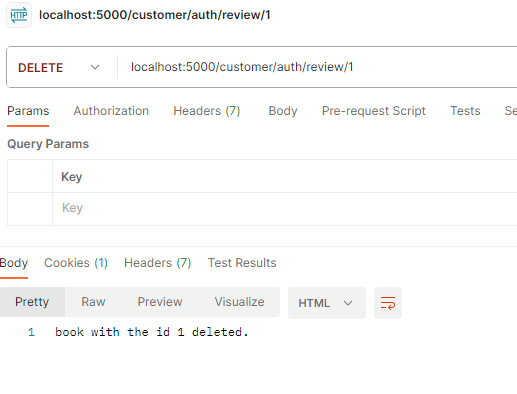 HTTP localhost:5000/customer/auth/review/1
DELETE localhost:5000/customer/auth/review/1
Params Authorization Headers (7) Body Pre-request Script Tests Se
Query Params
Key
Key
Body Cookies (1) Headers (7) Test Results
Pretty Raw Preview Visualize HTML
1 book with the id 1 deleted.